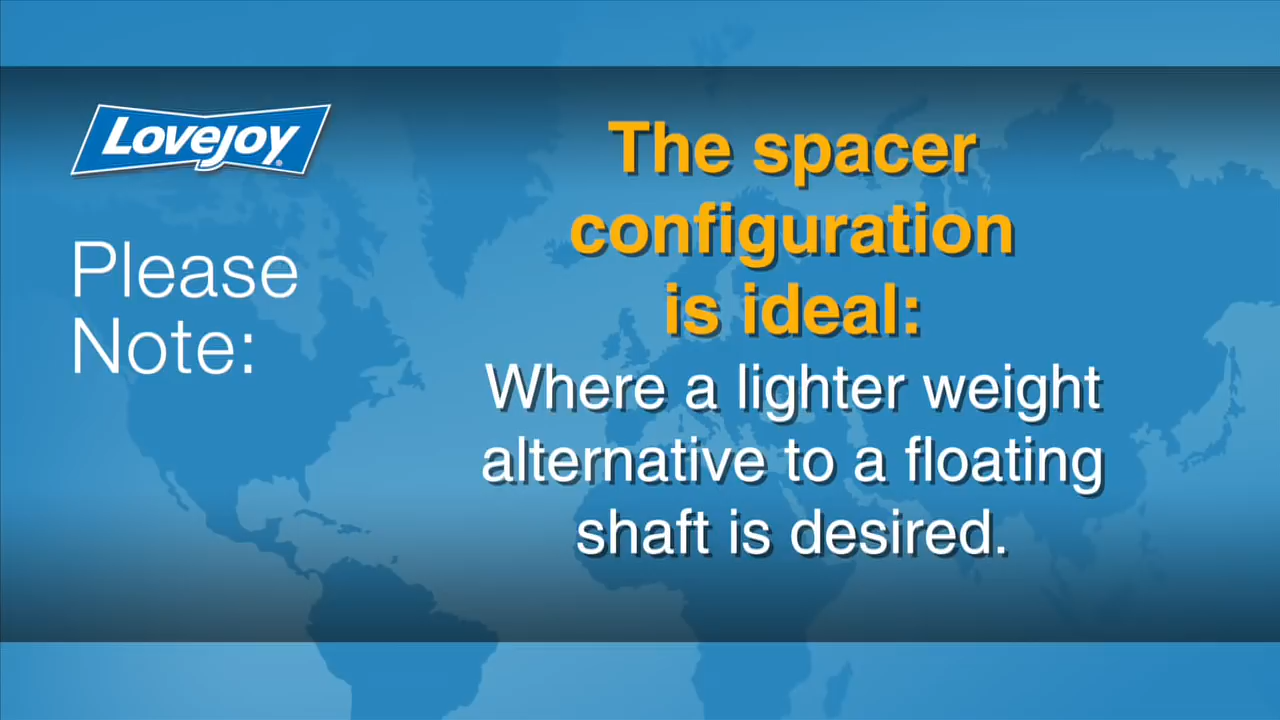 Lovejoy®
Please
Note:
The spacer
configuration
is ideal:
Where a lighter weight
alternative to a floating
shaft is desired.